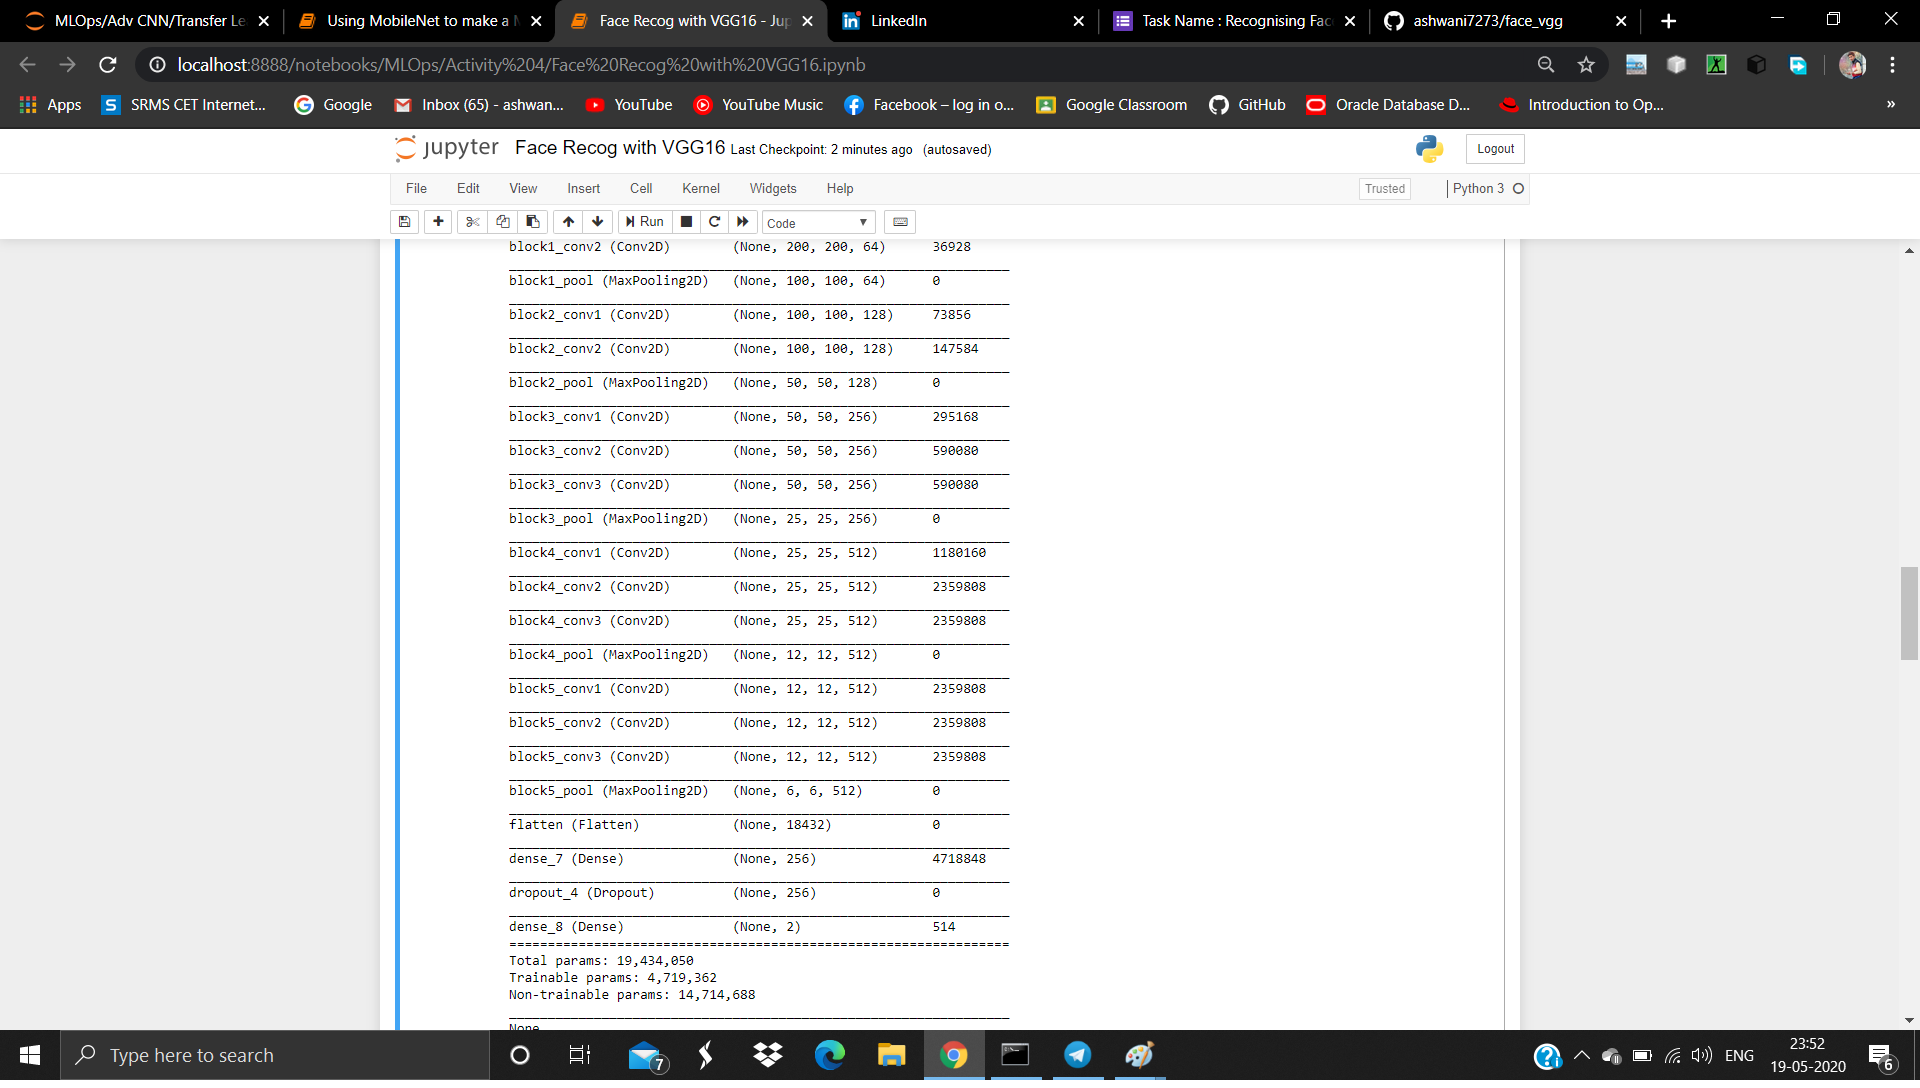 MLOps/Adv CNN/Transfer Le
Using MobileNet to make a M
Face Recog with VGG16 - Jup
LinkedIn
Task Name : Recognising Fac
ashwani7273/face_vgg
localhost:8888/notebooks/MLOps/Activity%204/Face%20Recog%20with%20VGG16.ipynb
Apps
SRMS CET Internet...
Google
Inbox (65) - ashwan...
YouTube
YouTube Music
Facebook – log in o...
Google Classroom
GitHub
Oracle Database D...
Introduction to Op...
»
jupyter Face Recog with VGG16 Last Checkpoint: 2 minutes ago (autosaved)
Logout
File Edit View Insert Cell Kernel Widgets Help
Trusted
Python 3
Run
Code
block1_conv2 (Conv2D) (None, 200, 200, 64) 36928
block1_pool (MaxPooling2D) (None, 100, 100, 64) 0
block2_conv1 (Conv2D) (None, 100, 100, 128) 73856
block2_conv2 (Conv2D) (None, 100, 100, 128) 147584
block2_pool (MaxPooling2D) (None, 50, 50, 128) 0
block3_conv1 (Conv2D) (None, 50, 50, 256) 295168
block3_conv2 (Conv2D) (None, 50, 50, 256) 590080
block3_conv3 (Conv2D) (None, 50, 50, 256) 590080
block3_pool (MaxPooling2D) (None, 25, 25, 256) 0
block4_conv1 (Conv2D) (None, 25, 25, 512) 1180160
block4_conv2 (Conv2D) (None, 25, 25, 512) 2359808
block4_conv3 (Conv2D) (None, 25, 25, 512) 2359808
block4_pool (MaxPooling2D) (None, 12, 12, 512) 0
block5_conv1 (Conv2D) (None, 12, 12, 512) 2359808
block5_conv2 (Conv2D) (None, 12, 12, 512) 2359808
block5_conv3 (Conv2D) (None, 12, 12, 512) 2359808
block5_pool (MaxPooling2D) (None, 6, 6, 512) 0
flatten (Flatten) (None, 18432) 0
dense_7 (Dense) (None, 256) 4718848
dropout_4 (Dropout) (None, 256) 0
dense_8 (Dense) (None, 2) 514
=================================================================
Total params: 19,434,050
Trainable params: 4,719,362
Non-trainable params: 14,714,688
None
Type here to search
7
ENG
23:52
19-05-2020
6